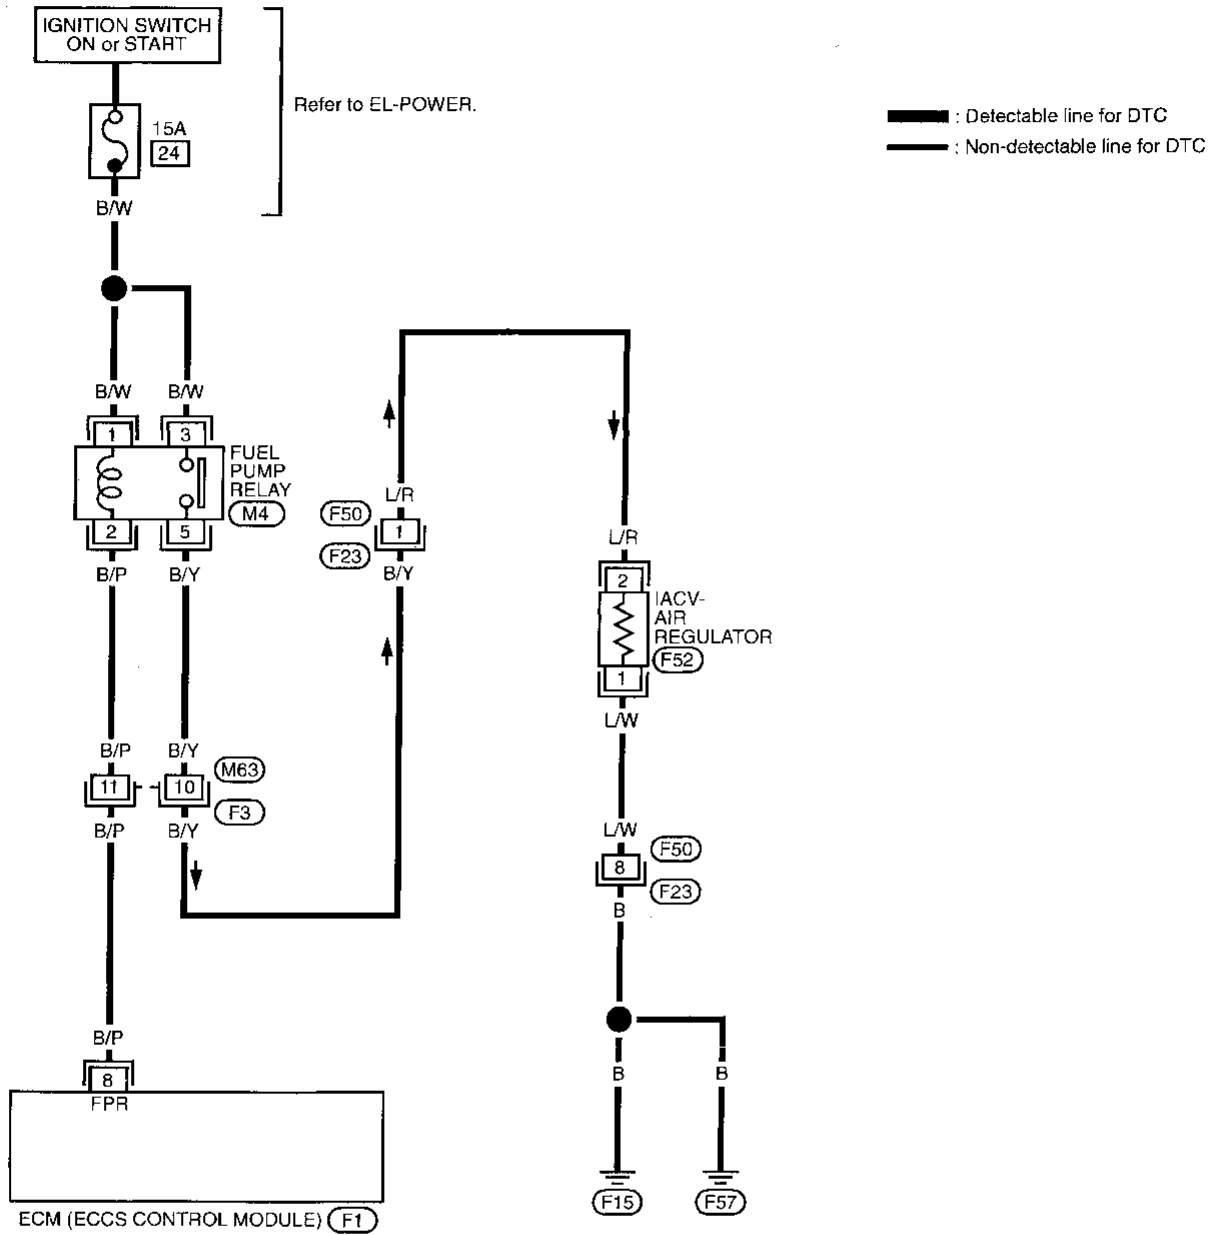 IGNITION SWITCH
ON or START
Refer to EL-POWER.
15A
24
B/W
: Detectable line for DTC
: Non-detectable line for DTC
B/W
B/W
1
3
FUEL
PUMP
RELAY
M4
2
5
B/P
B/Y
L/R
F50
1
F23
B/Y
L/R
2
IACV-
AIR
REGULATOR
F52
1
L/W
B/P
B/Y
M63
11
10
F3
B/P
B/Y
L/W
F50
8
F23
B
B/P
8
FPR
B
B
F15
F57
ECM (ECCS CONTROL MODULE)
F1